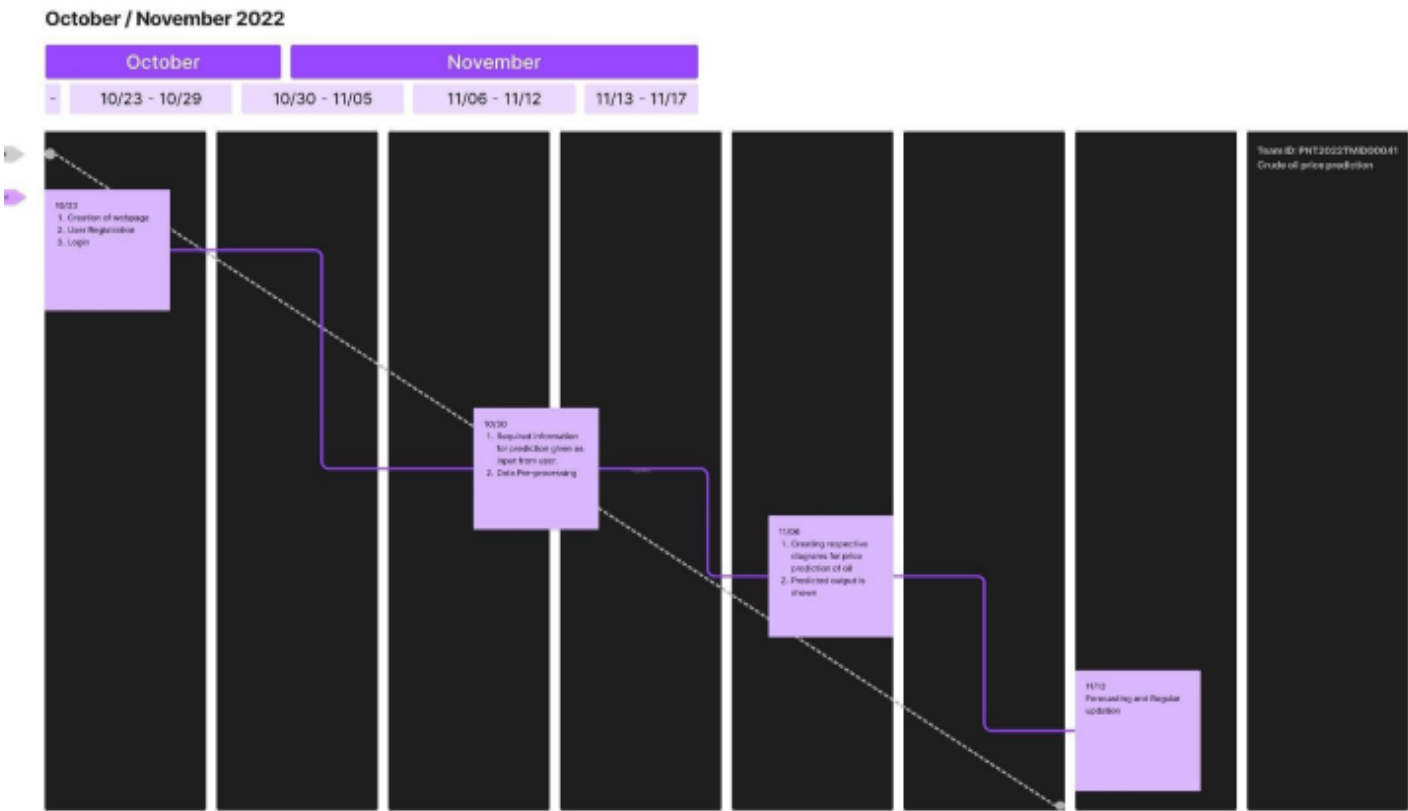 October / November 2022
October
November
-
10/23 - 10/29
10/30 - 11/05
11/06 - 11/12
11/13 - 11/17
Team ID: PNT2022TMID00041
Crude oil price prediction
10/23
1. Creation of webpage
2. User Registration
3. Login
10/30
1. Required information
for prediction given as
input from user.
2. Data Pre-processing
11/06
1. Creating respective
diagrams for price
prediction of oil
2. Predicted output is
shown
11/13
Forecasting and Regular
updation